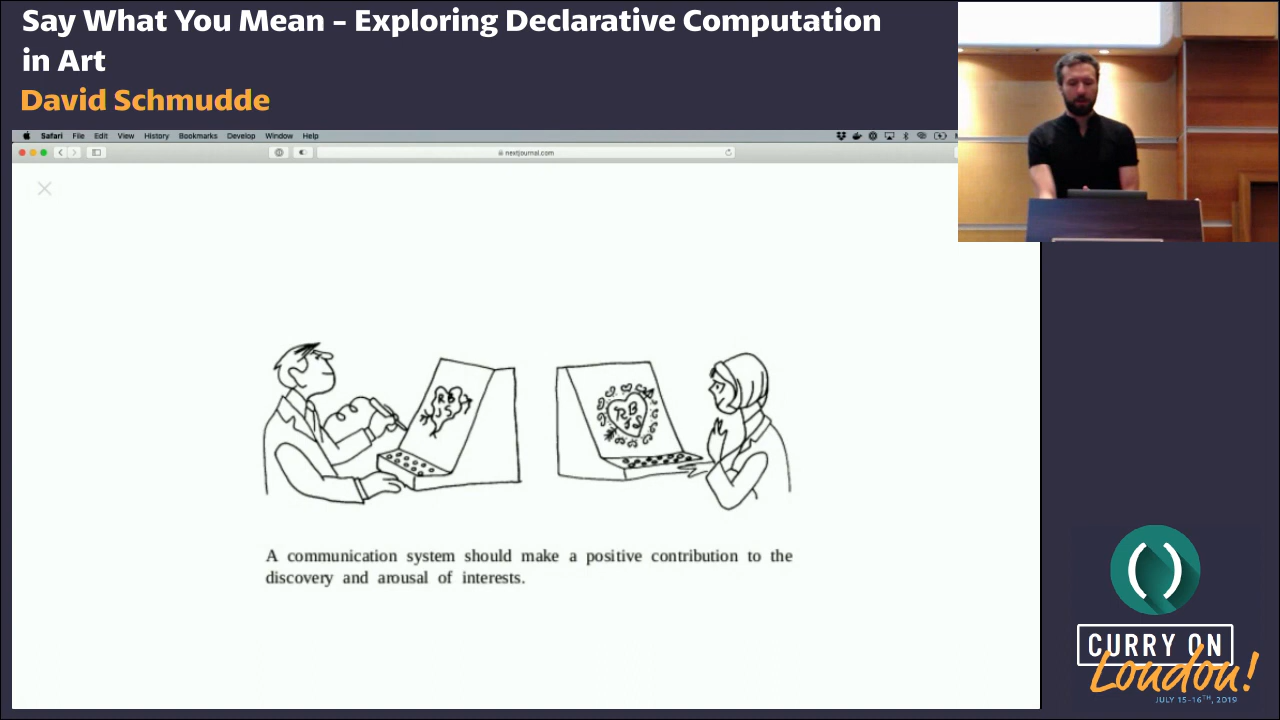 Say What You Mean – Exploring Declarative Computation
in Art
David Schmudde
Safari File Edit View History Bookmarks Develop Window Help
nextjournal.com
R B
J S
R B
J S
A communication system should make a positive contribution to the
discovery and arousal of interests.
CURRY ON
London!
JULY 15-16TH, 2019